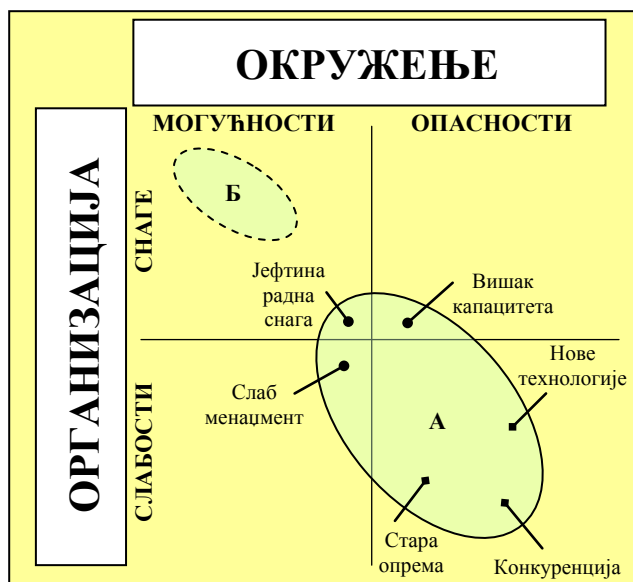 ОКРУЖЕЊЕ
МОГУЋНОСТИ
ОПАСНОСТИ
ОРГАНИЗАЦИЈА
СНАГЕ
СЛАБОСТИ
Б
Јефтина
радна
снага
Вишак
капацитета
Нове
технологије
Слаб
менаџмент
А
Стара
опрема
Конкуренција